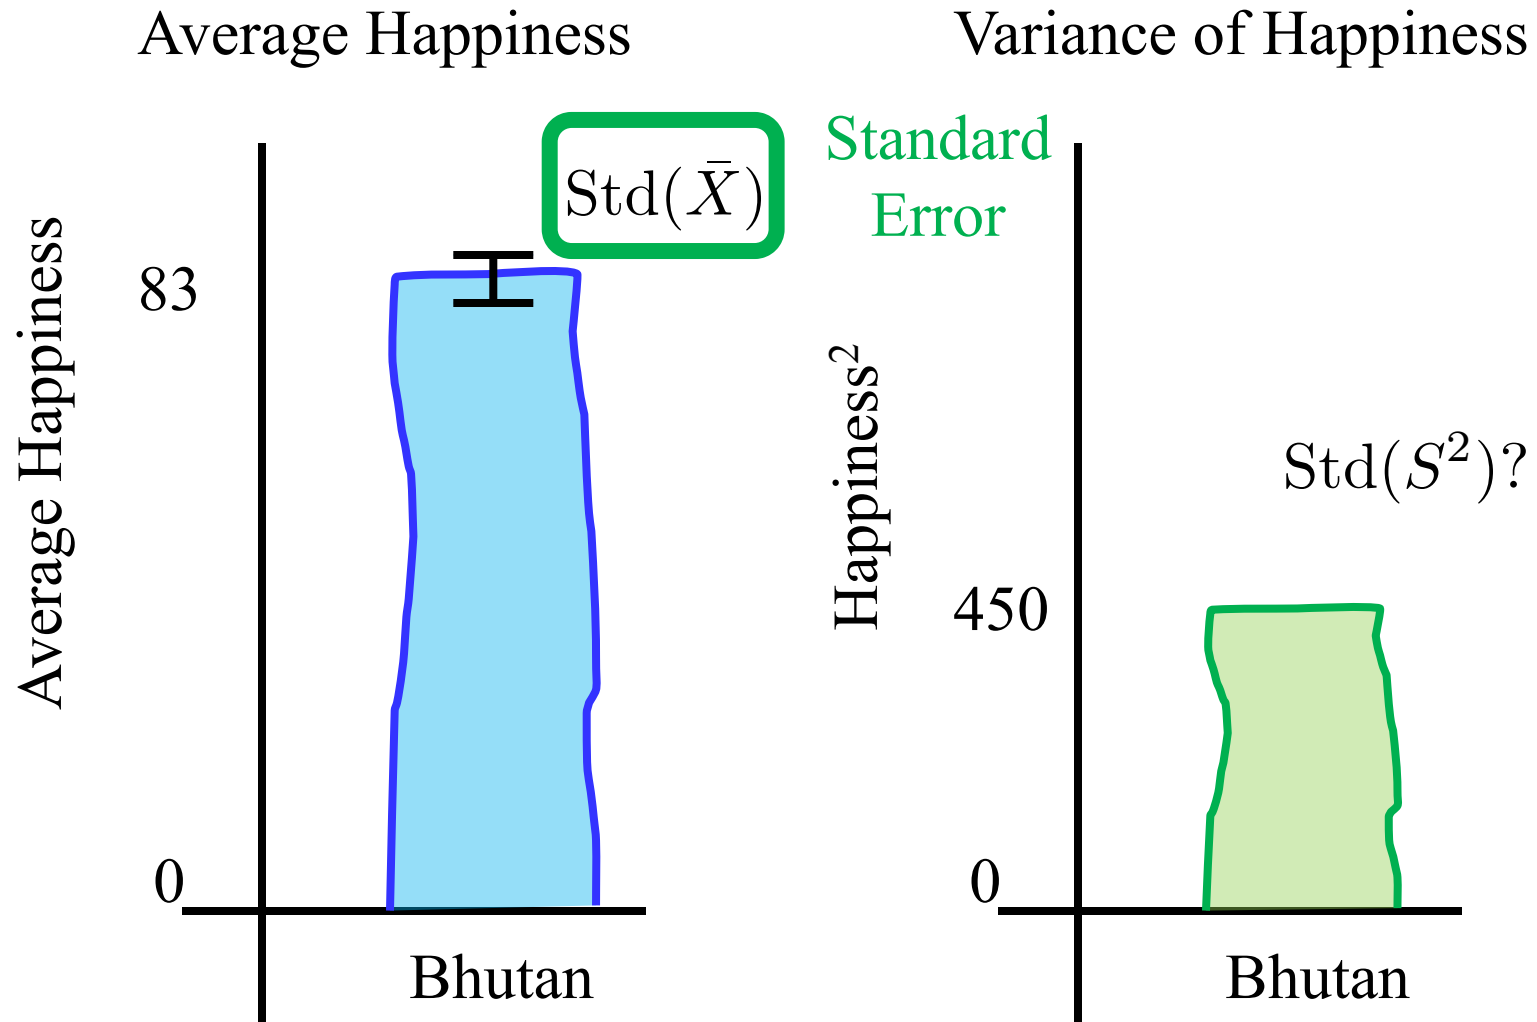 Average Happiness
Average Happiness
83
0
Bhutan
Std(X̄)
Standard
Error
Variance of Happiness
Happiness²
450
0
Bhutan
Std(S²)?